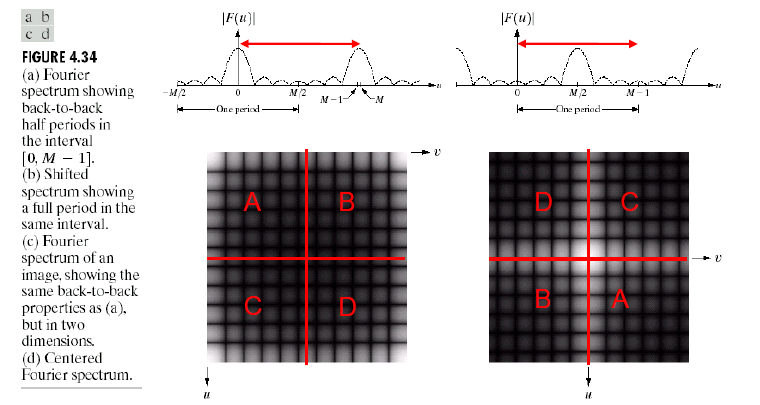 a b
c d
FIGURE 4.34
(a) Fourier
spectrum showing
back-to-back
half periods in
the interval
[0, M − 1].
(b) Shifted
spectrum showing
a full period in the
same interval.
(c) Fourier
spectrum of an
image, showing the
same back-to-back
properties as (a),
but in two
dimensions.
(d) Centered
Fourier spectrum.
|F(u)|
u
−M/2
0
M/2
M − 1
M
One period
|F(u)|
u
0
M/2
M − 1
One period
v
A B
C D
u
D C
v
B A
u